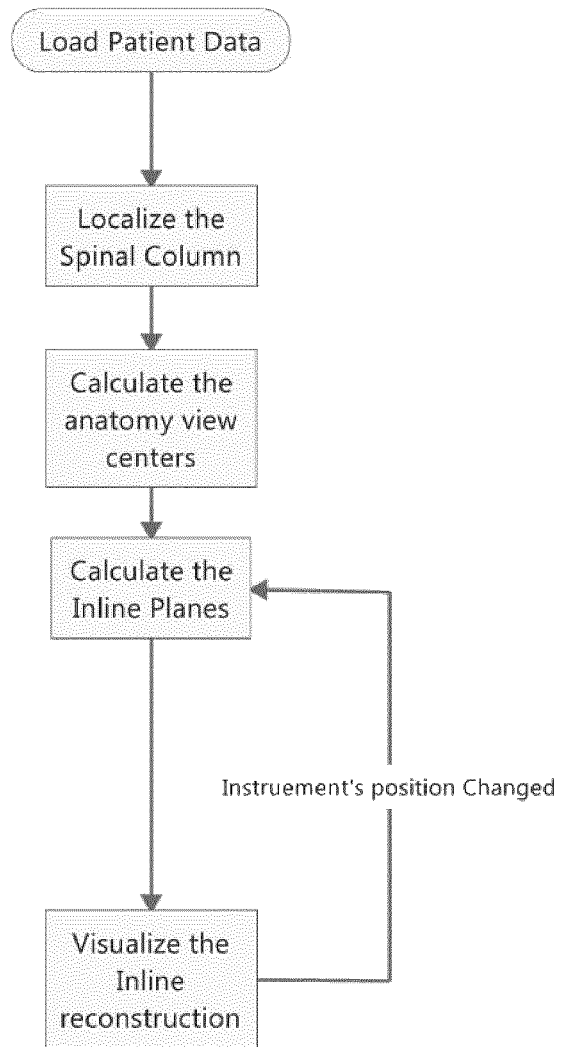 Load Patient Data
Localize the
Spinal Column
Calculate the
anatomy view
centers
Calculate the
Inline Planes
Instruement's position Changed
Visualize the
Inline
reconstruction